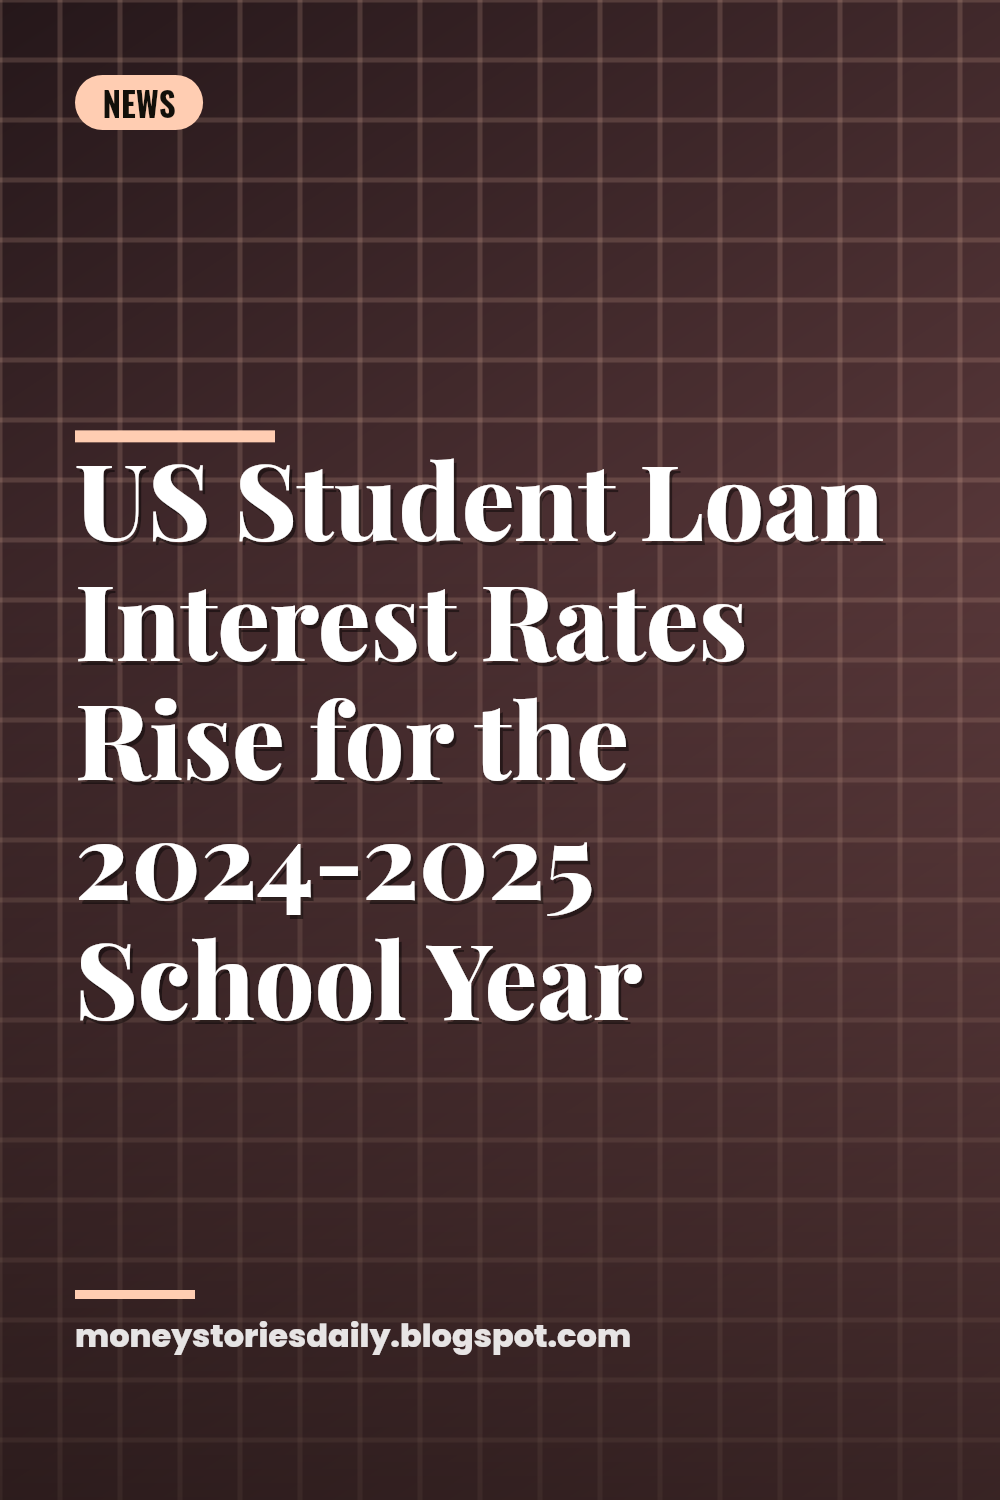 NEWS
US Student Loan
Interest Rates
Rise for the
2024-2025
School Year
moneystoriesdaily.blogspot.com